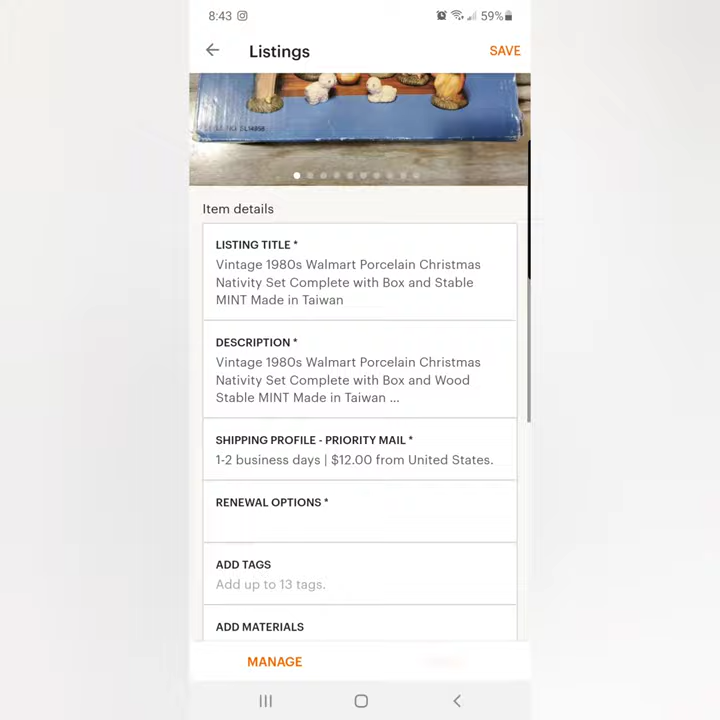 8:43
59%
Listings
SAVE
Item details
LISTING TITLE *
Vintage 1980s Walmart Porcelain Christmas
Nativity Set Complete with Box and Stable
MINT Made in Taiwan
DESCRIPTION *
Vintage 1980s Walmart Porcelain Christmas
Nativity Set Complete with Box and Wood
Stable MINT Made in Taiwan ...
SHIPPING PROFILE - PRIORITY MAIL *
1-2 business days | $12.00 from United States.
RENEWAL OPTIONS *
ADD TAGS
Add up to 13 tags.
ADD MATERIALS
MANAGE